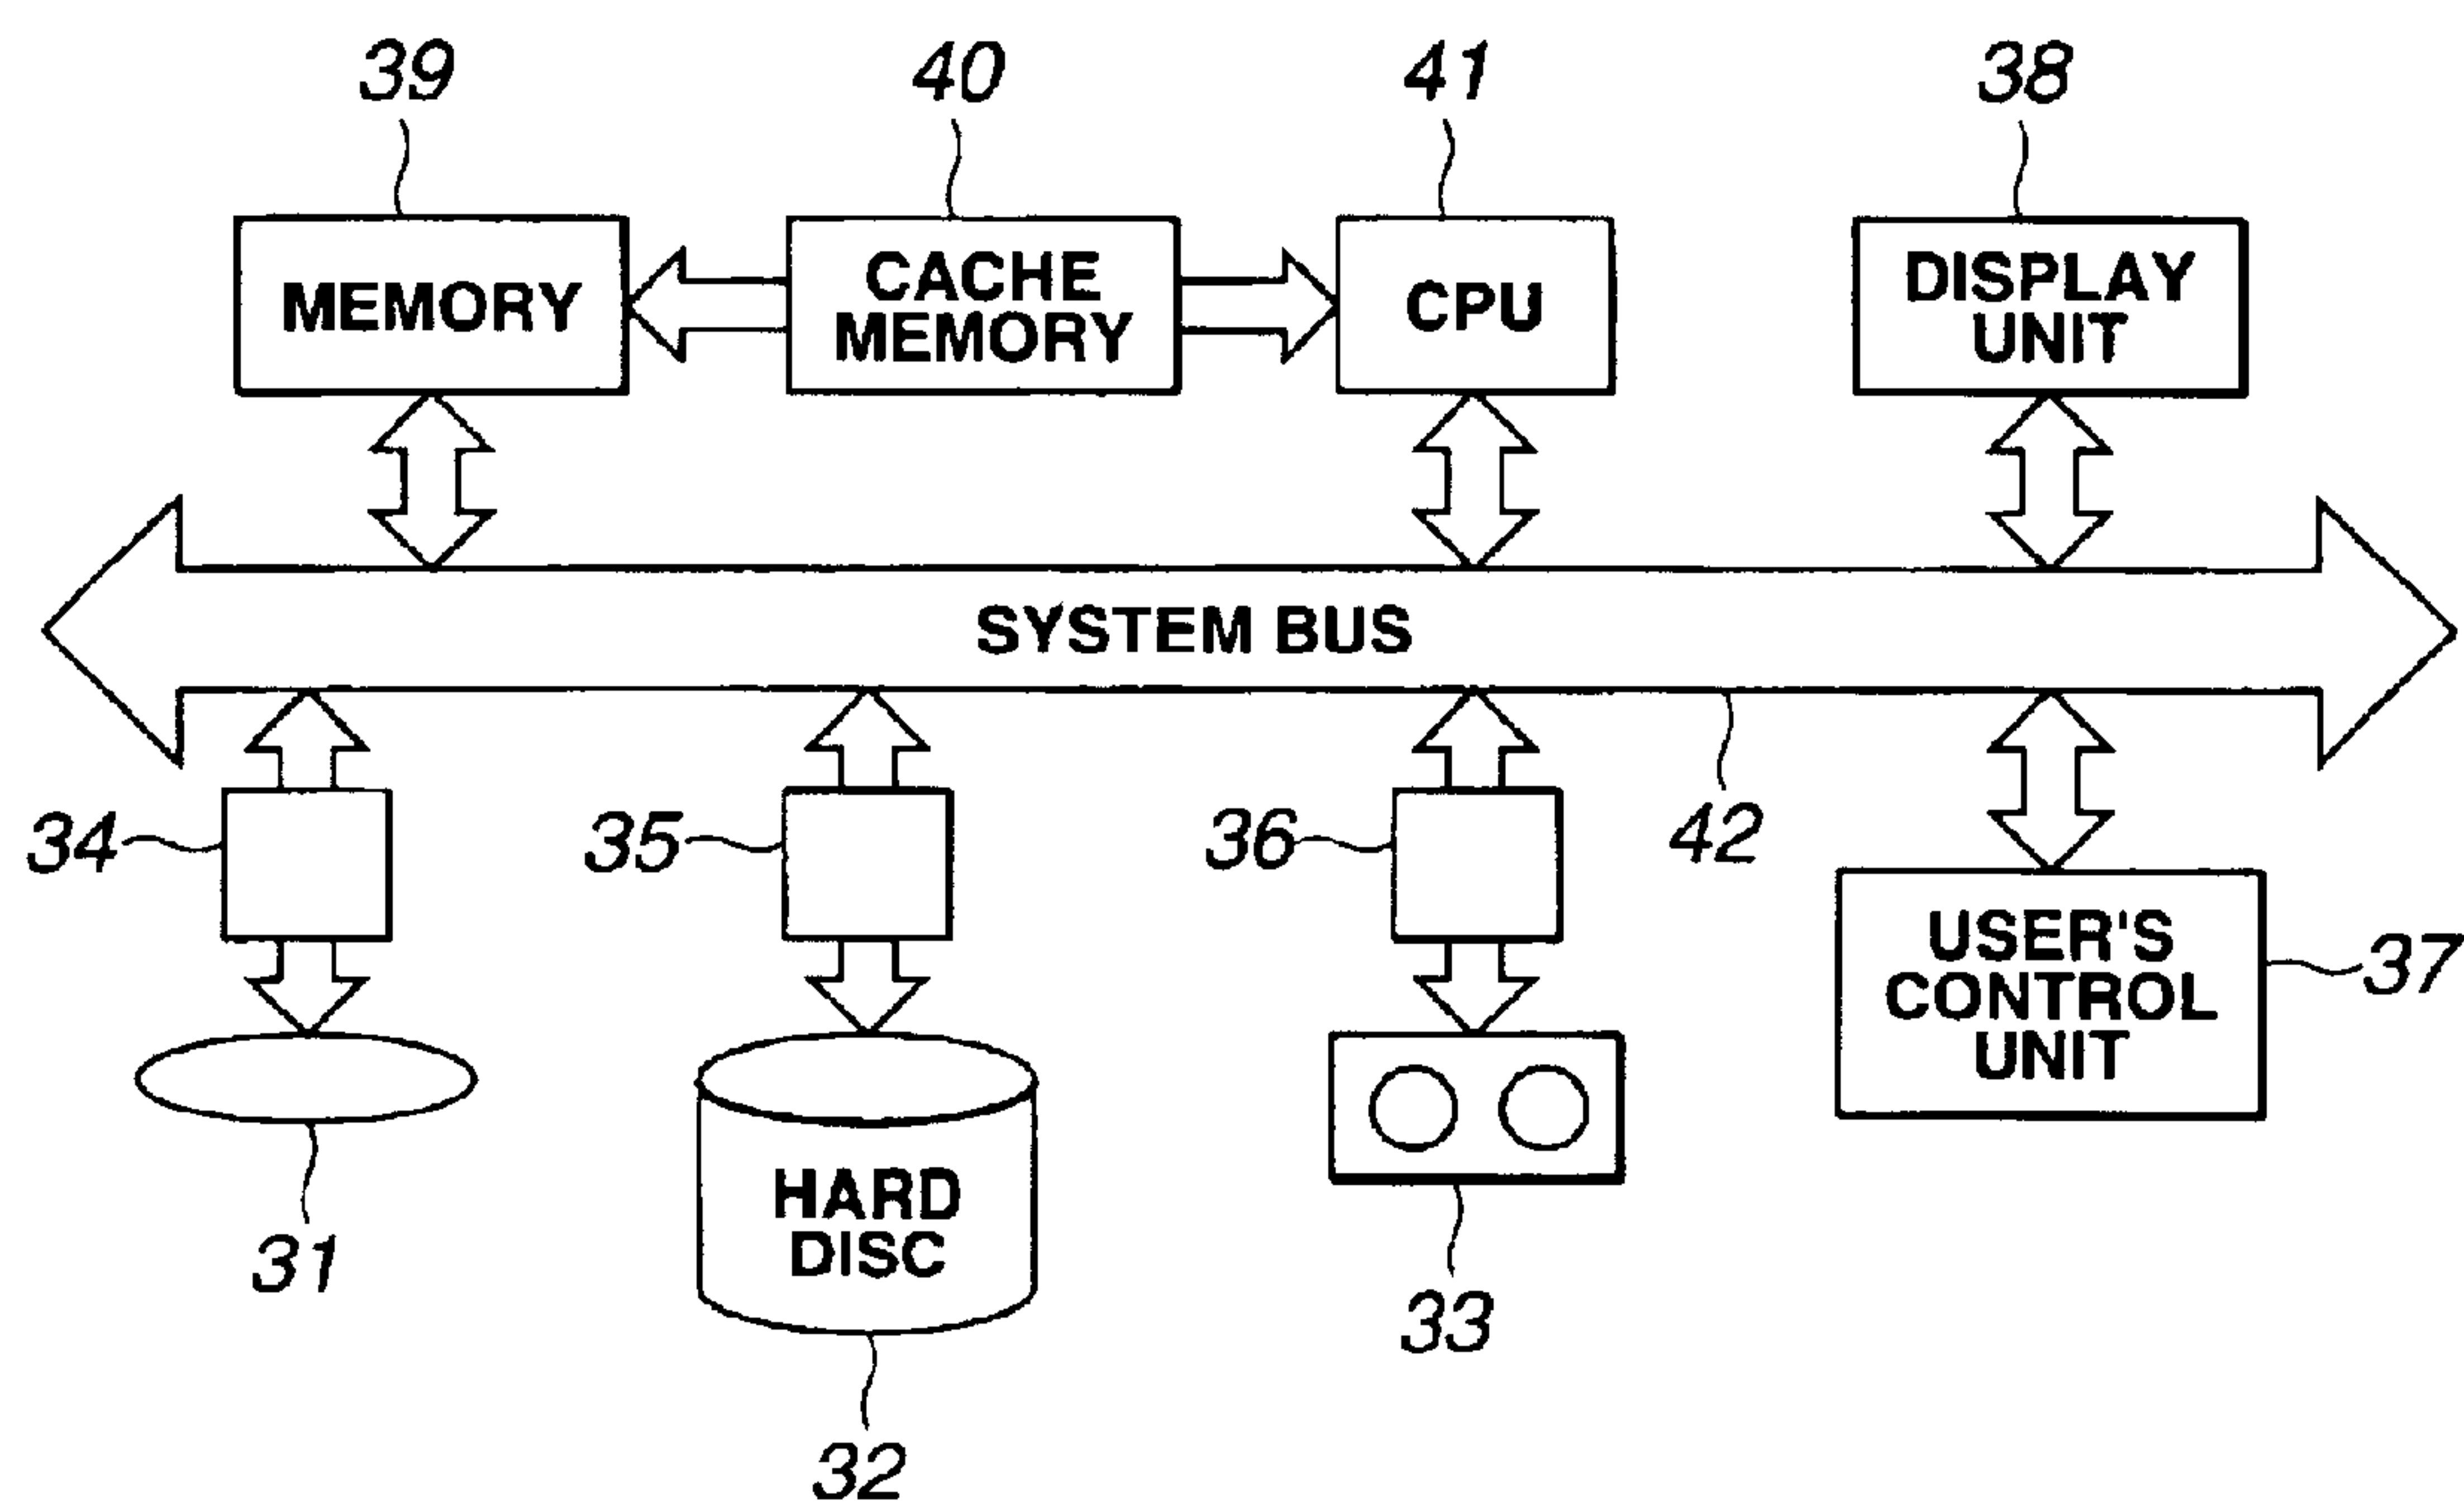 39
40
41
38
MEMORY
CACHE
MEMORY
CPU
DISPLAY
UNIT
SYSTEM BUS
34
35
36
42
USER'S
CONTROL
UNIT
37
31
HARD
DISC
33
32